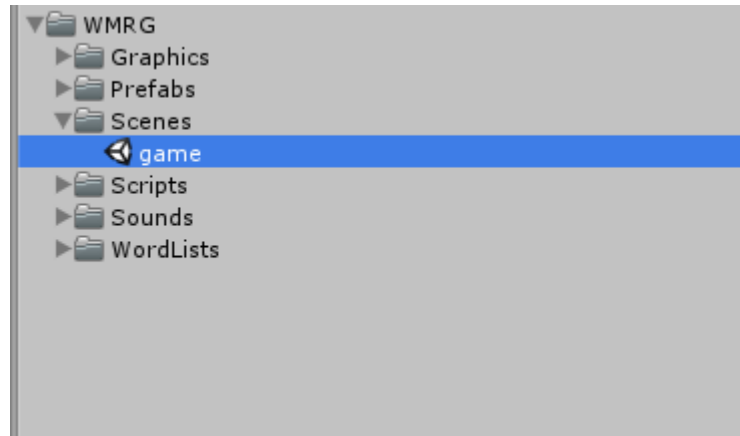 WMRG
Graphics
Prefabs
Scenes
game
Scripts
Sounds
WordLists